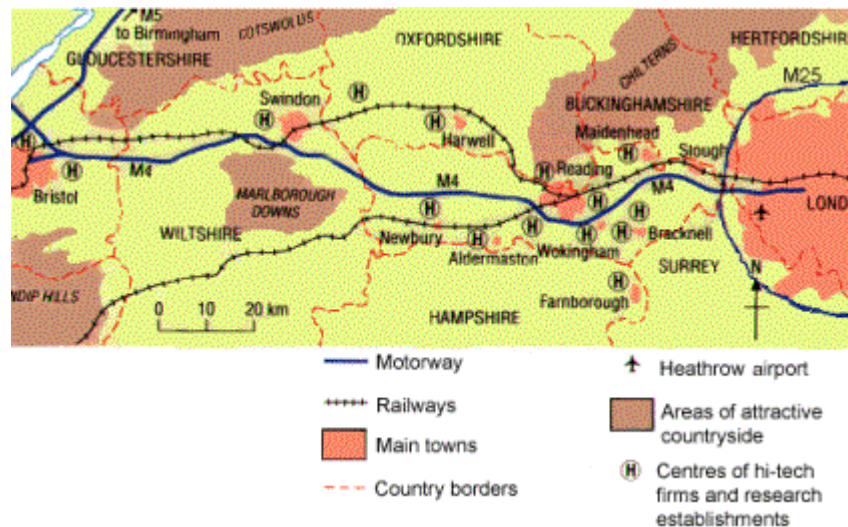 M5
to Birmingham
COTSWOLDS
GLOUCESTERSHIRE
OXFORDSHIRE
HERTFORDSHIRE
CHILTERNS
M25
BUCKINGHAMSHIRE
Swindon
H
H
H
Harwell
Maidenhead
H
Slough
H
H
Bristol
M4
MARLBOROUGH
DOWNS
M4
H
Reading
H
M4
LOND
WILTSHIRE
H
Newbury
H
Aldermaston
H
H
Wokingham
H
H
Bracknell
SURREY
N
NDIP HILLS
H
Farnborough
HAMPSHIRE
0 10 20 km
Motorway
Railways
Main towns
Country borders
Heathrow airport
Areas of attractive
countryside
H
Centres of hi-tech
firms and research
establishments